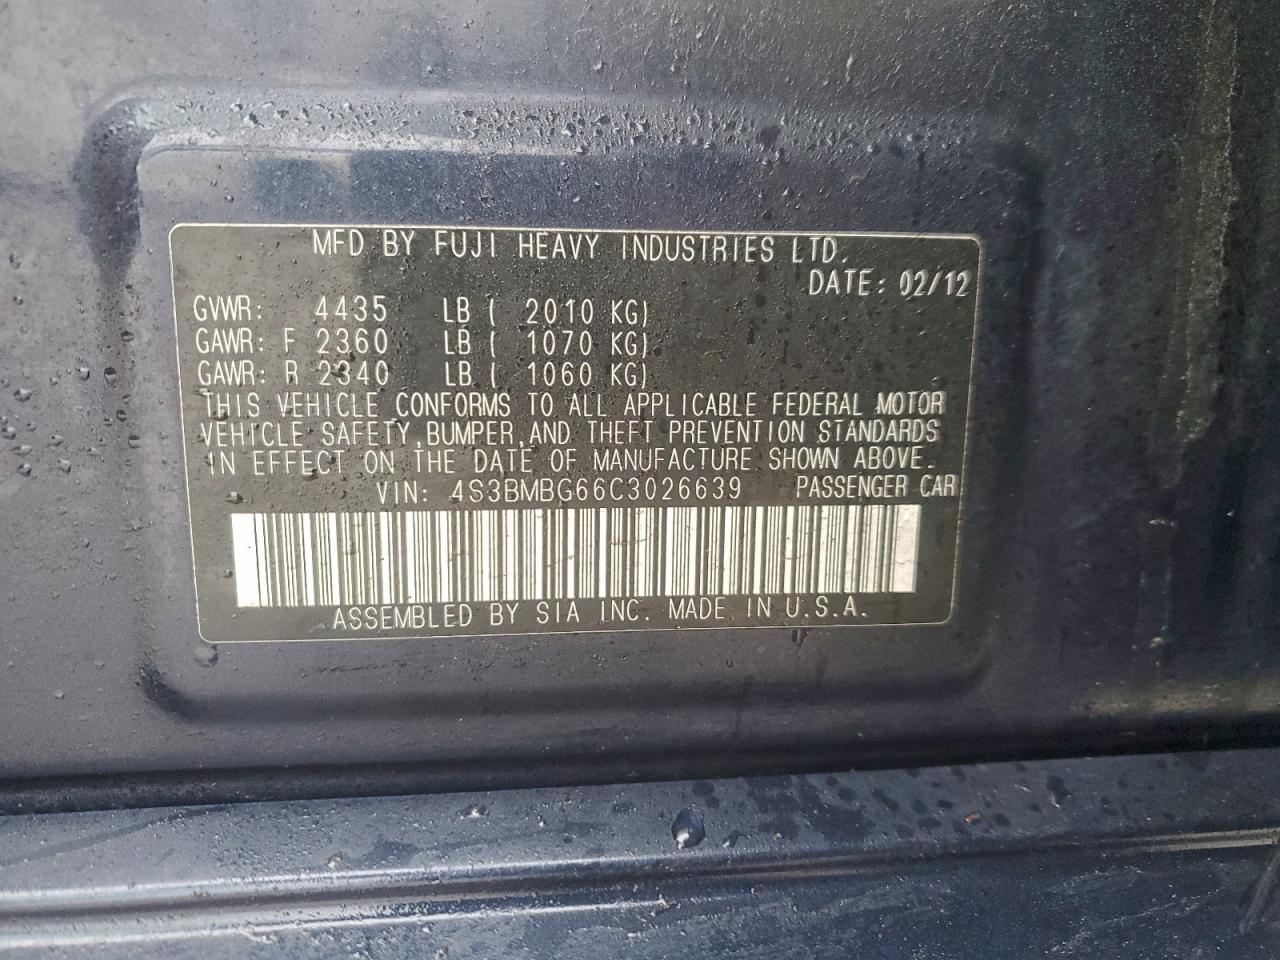 MFD BY FUJI HEAVY INDUSTRIES LTD.
DATE: 02/12
GVWR: 4435 LB ( 2010 KG)
GAWR: F 2360 LB ( 1070 KG)
GAWR: R 2340 LB ( 1060 KG)
THIS VEHICLE CONFORMS TO ALL APPLICABLE FEDERAL MOTOR
VEHICLE SAFETY,BUMPER,AND THEFT PREVENTION STANDARDS
IN EFFECT ON THE DATE OF MANUFACTURE SHOWN ABOVE.
VIN: 4S3BMBG66C3026639 PASSENGER CAR
ASSEMBLED BY SIA INC. MADE IN U.S.A.